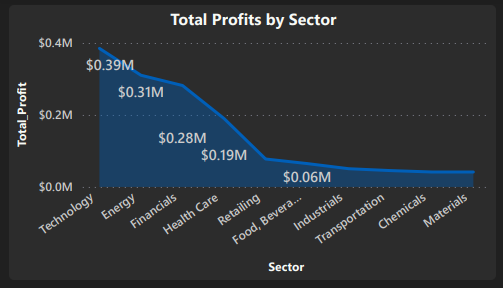 Total Profits by Sector
$0.4M
$0.2M
$0.0M
Total_Profit
$0.39M
$0.31M
$0.28M
$0.19M
$0.06M
Technology
Energy
Financials
Health Care
Retailing
Food, Bevera...
Industrials
Transportation
Chemicals
Materials
Sector